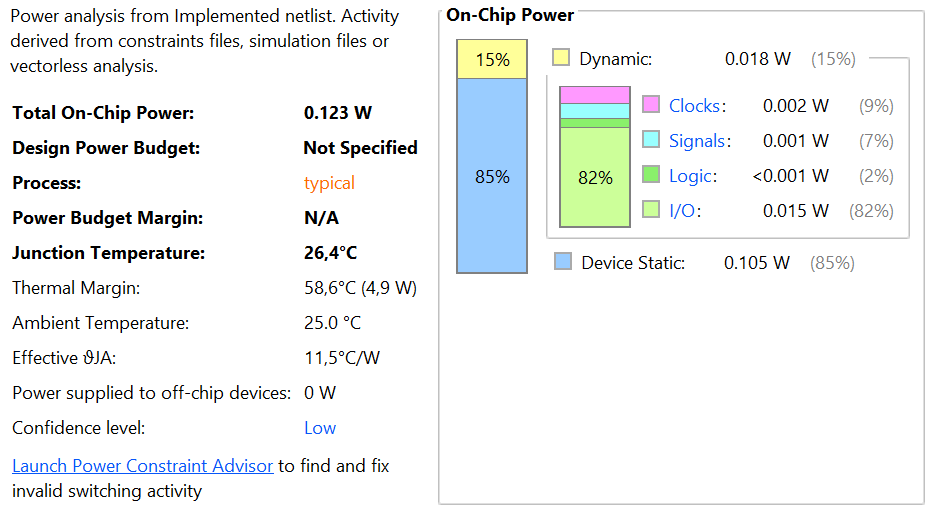 Power analysis from Implemented netlist. Activity
derived from constraints files, simulation files or
vectorless analysis.
Total On-Chip Power: 0.123 W
Design Power Budget: Not Specified
Process: typical
Power Budget Margin: N/A
Junction Temperature: 26,4°C
Thermal Margin: 58,6°C (4,9 W)
Ambient Temperature: 25.0 °C
Effective ϑJA: 11,5°C/W
Power supplied to off-chip devices: 0 W
Confidence level: Low
Launch Power Constraint Advisor to find and fix
invalid switching activity
On-Chip Power
15%
85%
Dynamic: 0.018 W (15%)
82%
Clocks: 0.002 W (9%)
Signals: 0.001 W (7%)
Logic: <0.001 W (2%)
I/O: 0.015 W (82%)
Device Static: 0.105 W (85%)